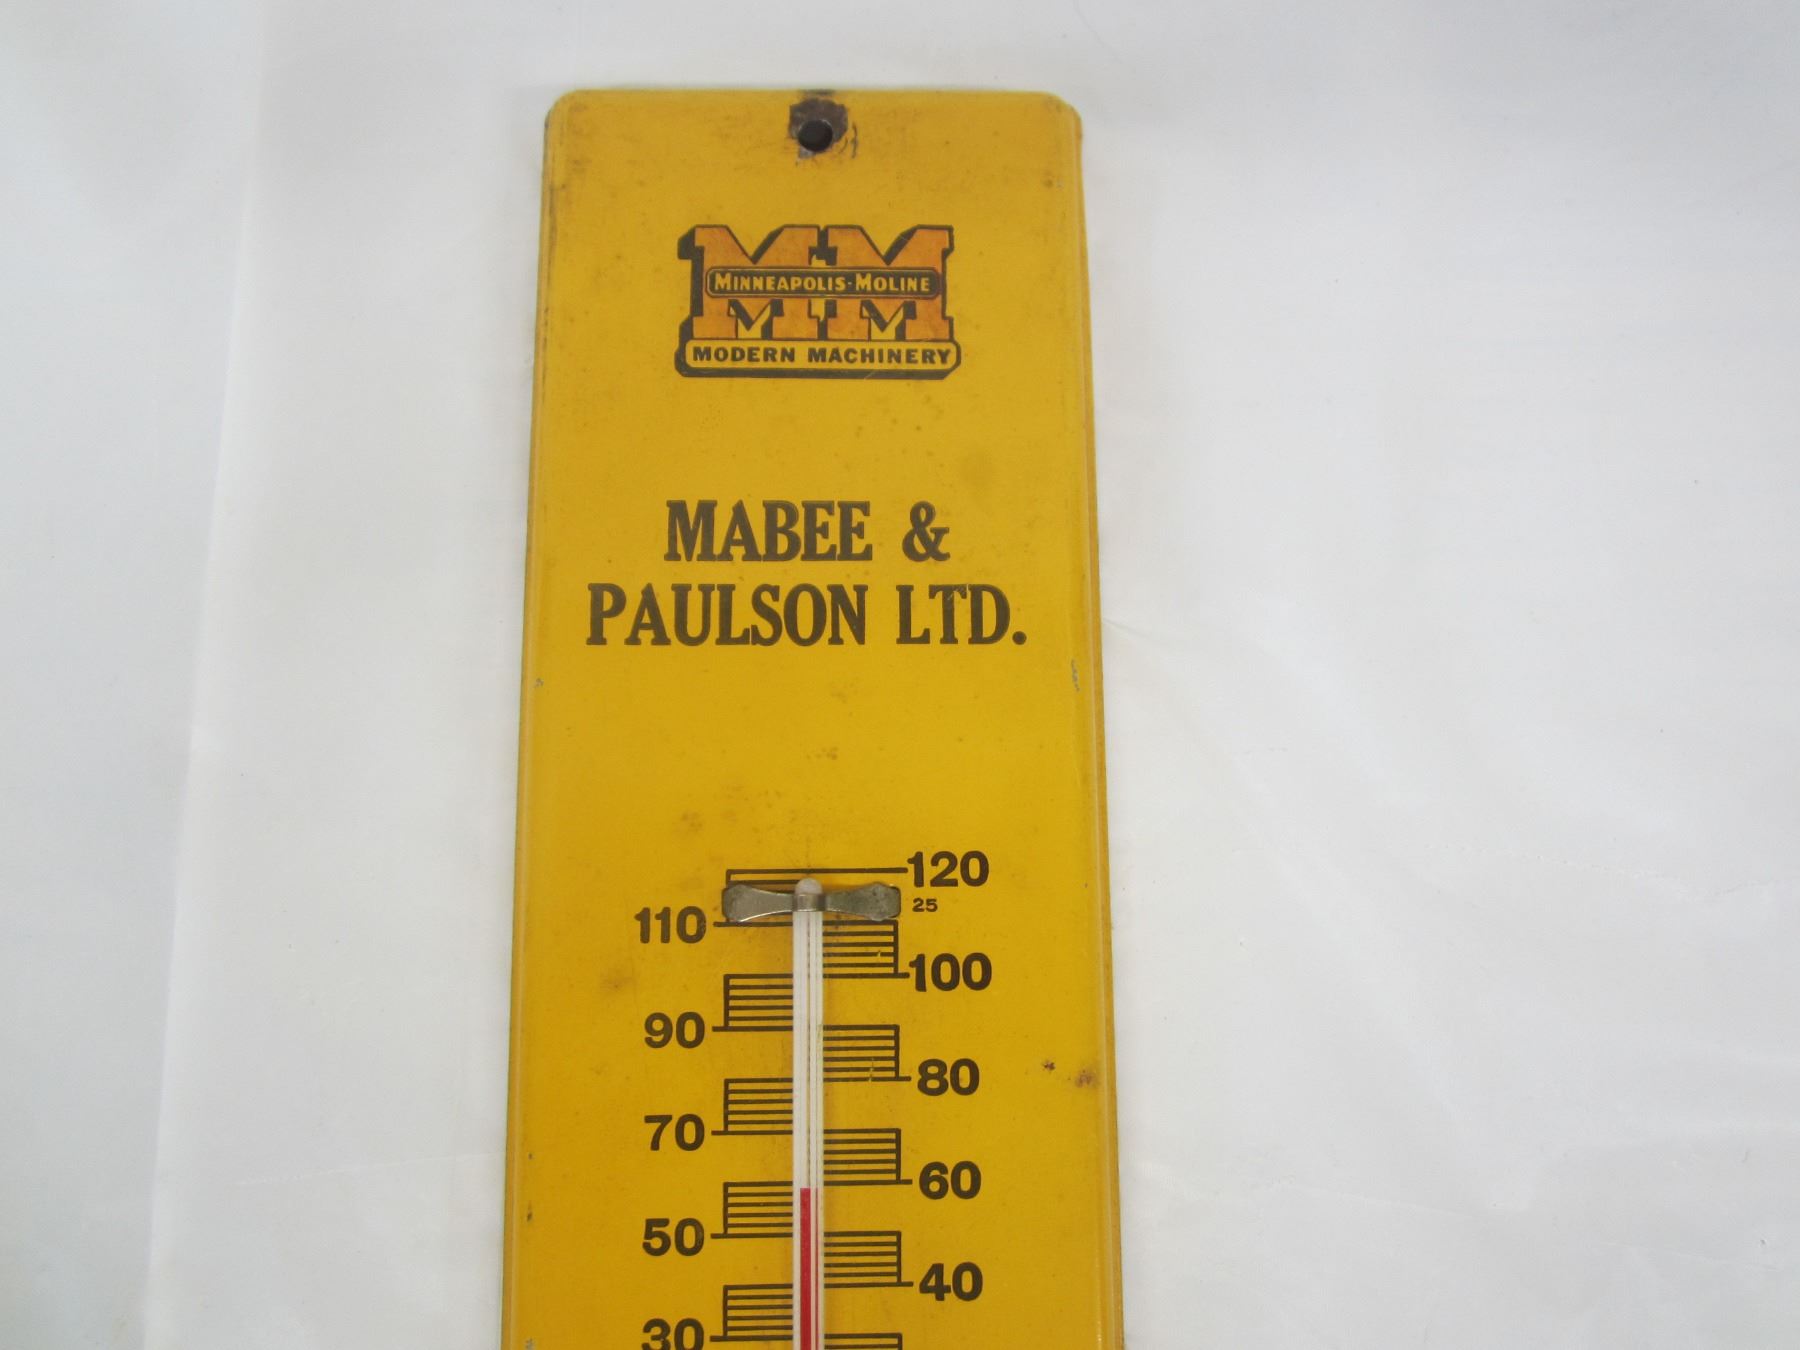 MM
MINNEAPOLIS-MOLINE
MODERN MACHINERY
MABEE &
PAULSON LTD.
120
25
110
100
90
80
70
60
50
40
30